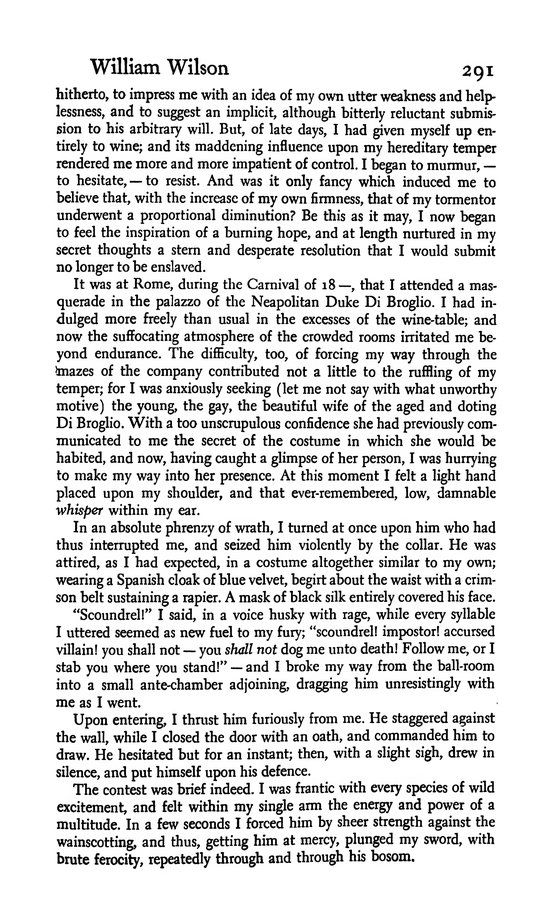 William Wilson 291
hitherto, to impress me with an idea of my own utter weakness and help-
lessness, and to suggest an implicit, although bitterly reluctant submis-
sion to his arbitrary will. But, of late days, I had given myself up en-
tirely to wine; and its maddening influence upon my hereditary temper
rendered me more and more impatient of control. I began to murmur, —
to hesitate, — to resist. And was it only fancy which induced me to
believe that, with the increase of my own firmness, that of my tormentor
underwent a proportional diminution? Be this as it may, I now began
to feel the inspiration of a burning hope, and at length nurtured in my
secret thoughts a stern and desperate resolution that I would submit
no longer to be enslaved.
It was at Rome, during the Carnival of 18 —, that I attended a mas-
querade in the palazzo of the Neapolitan Duke Di Broglio. I had in-
dulged more freely than usual in the excesses of the wine-table; and
now the suffocating atmosphere of the crowded rooms irritated me be-
yond endurance. The difficulty, too, of forcing my way through the
mazes of the company contributed not a little to the ruffling of my
temper; for I was anxiously seeking (let me not say with what unworthy
motive) the young, the gay, the beautiful wife of the aged and doting
Di Broglio. With a too unscrupulous confidence she had previously com-
municated to me the secret of the costume in which she would be
habited, and now, having caught a glimpse of her person, I was hurrying
to make my way into her presence. At this moment I felt a light hand
placed upon my shoulder, and that ever-remembered, low, damnable
whisper within my ear.
In an absolute phrenzy of wrath, I turned at once upon him who had
thus interrupted me, and seized him violently by the collar. He was
attired, as I had expected, in a costume altogether similar to my own;
wearing a Spanish cloak of blue velvet, begirt about the waist with a crim-
son belt sustaining a rapier. A mask of black silk entirely covered his face.
"Scoundrel!" I said, in a voice husky with rage, while every syllable
I uttered seemed as new fuel to my fury; "scoundrel! impostor! accursed
villain! you shall not — you shall not dog me unto death! Follow me, or I
stab you where you stand!" — and I broke my way from the ball-room
into a small ante-chamber adjoining, dragging him unresistingly with
me as I went.
Upon entering, I thrust him furiously from me. He staggered against
the wall, while I closed the door with an oath, and commanded him to
draw. He hesitated but for an instant; then, with a slight sigh, drew in
silence, and put himself upon his defence.
The contest was brief indeed. I was frantic with every species of wild
excitement, and felt within my single arm the energy and power of a
multitude. In a few seconds I forced him by sheer strength against the
wainscotting, and thus, getting him at mercy, plunged my sword, with
brute ferocity, repeatedly through and through his bosom.